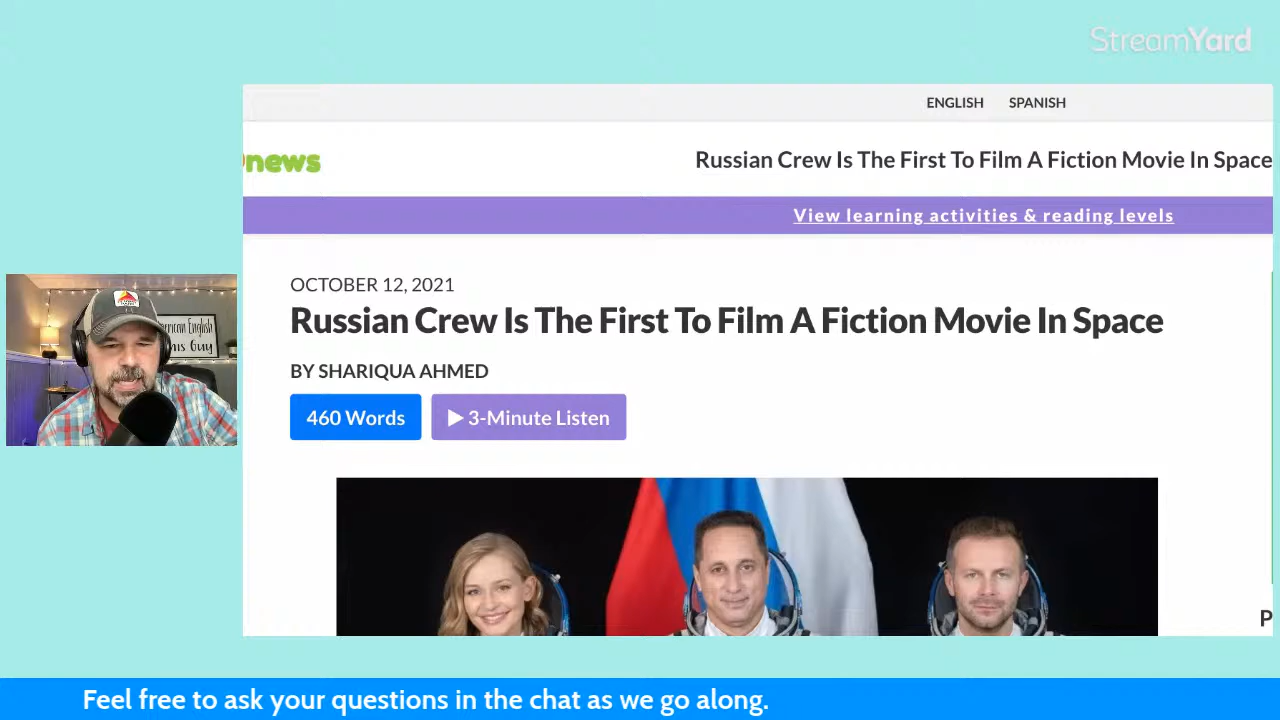 StreamYard
ENGLISH SPANISH
news
Russian Crew Is The First To Film A Fiction Movie In Space
View learning activities & reading levels
OCTOBER 12, 2021
Russian Crew Is The First To Film A Fiction Movie In Space
BY SHARIQUA AHMED
460 Words
3-Minute Listen
English
Guy
P
Feel free to ask your questions in the chat as we go along.